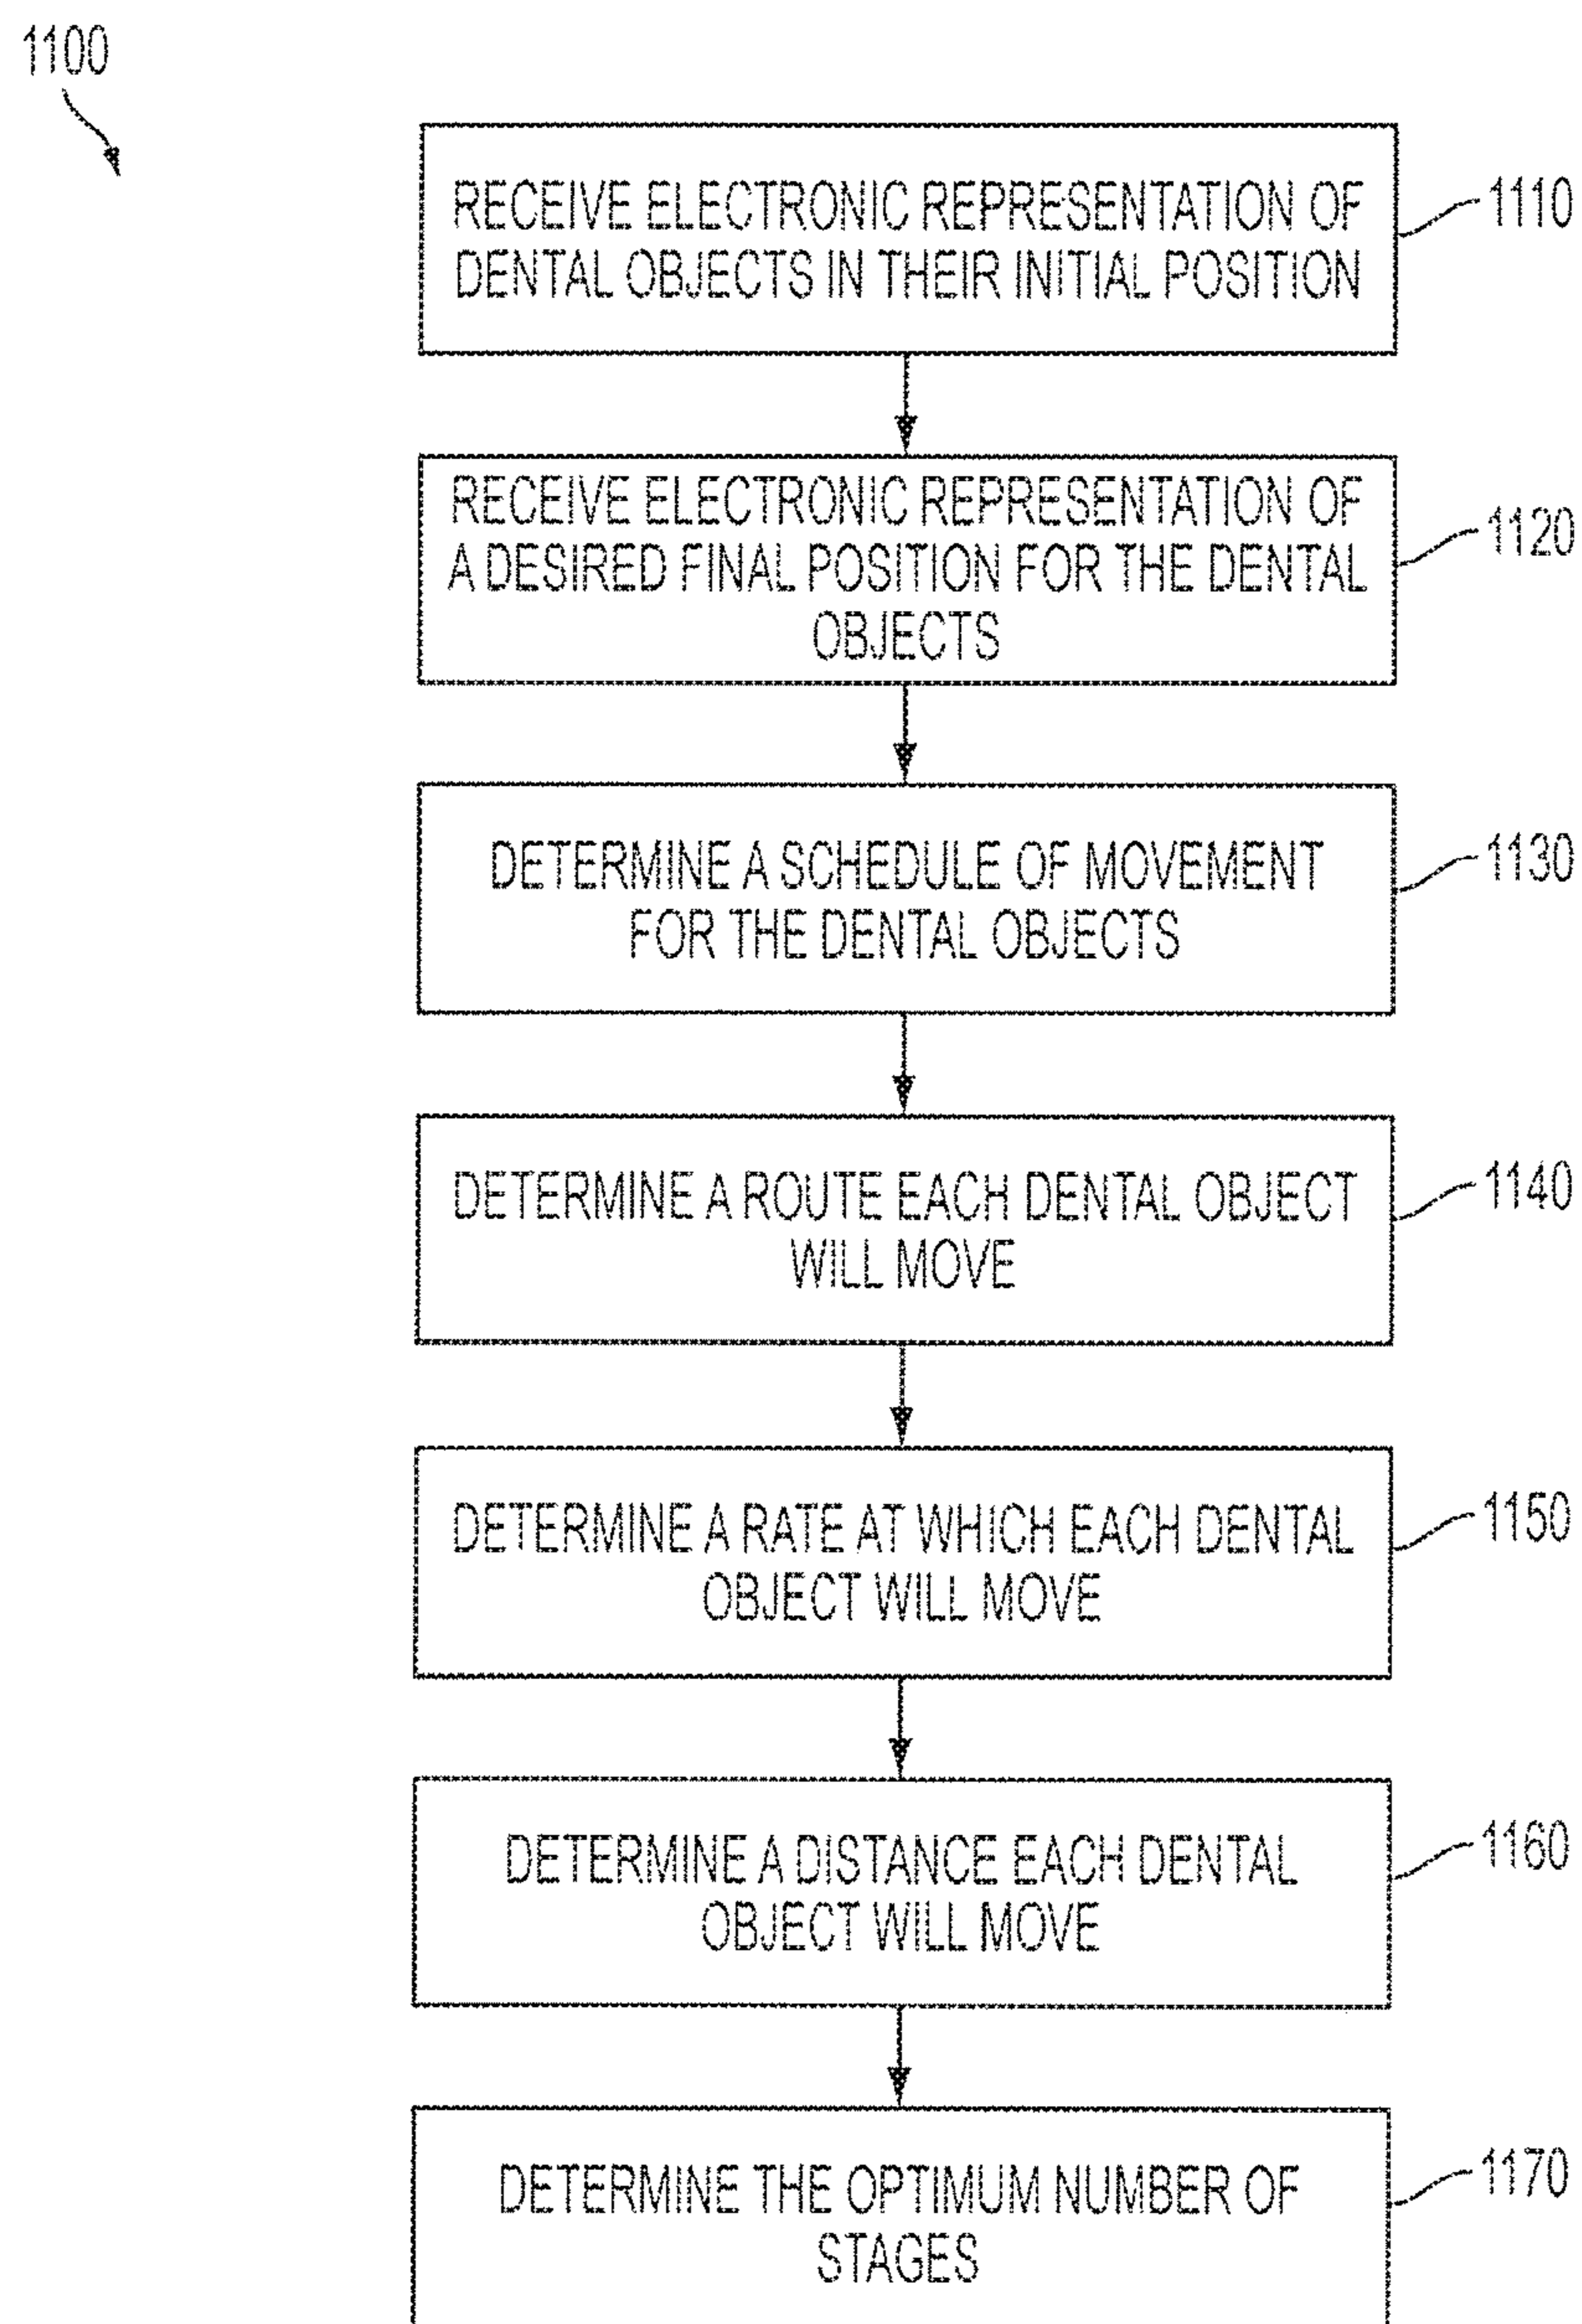 1100
RECEIVE ELECTRONIC REPRESENTATION OF
DENTAL OBJECTS IN THEIR INITIAL POSITION
1110
RECEIVE ELECTRONIC REPRESENTATION OF
A DESIRED FINAL POSITION FOR THE DENTAL
OBJECTS
1120
DETERMINE A SCHEDULE OF MOVEMENT
FOR THE DENTAL OBJECTS
1130
DETERMINE A ROUTE EACH DENTAL OBJECT
WILL MOVE
1140
DETERMINE A RATE AT WHICH EACH DENTAL
OBJECT WILL MOVE
1150
DETERMINE A DISTANCE EACH DENTAL
OBJECT WILL MOVE
1160
DETERMINE THE OPTIMUM NUMBER OF
STAGES
1170